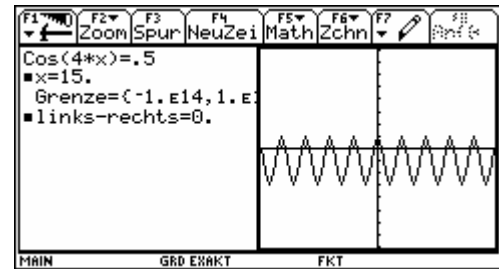 F1 F2 Zoom F3 Spur F4 NeuZei F5 Math F6 Zchn F7
Cos(4*x)=.5
▪x=15.
Grenze={-1.E14,1.E
▪links-rechts=0.
MAIN GRD EXAKT FKT